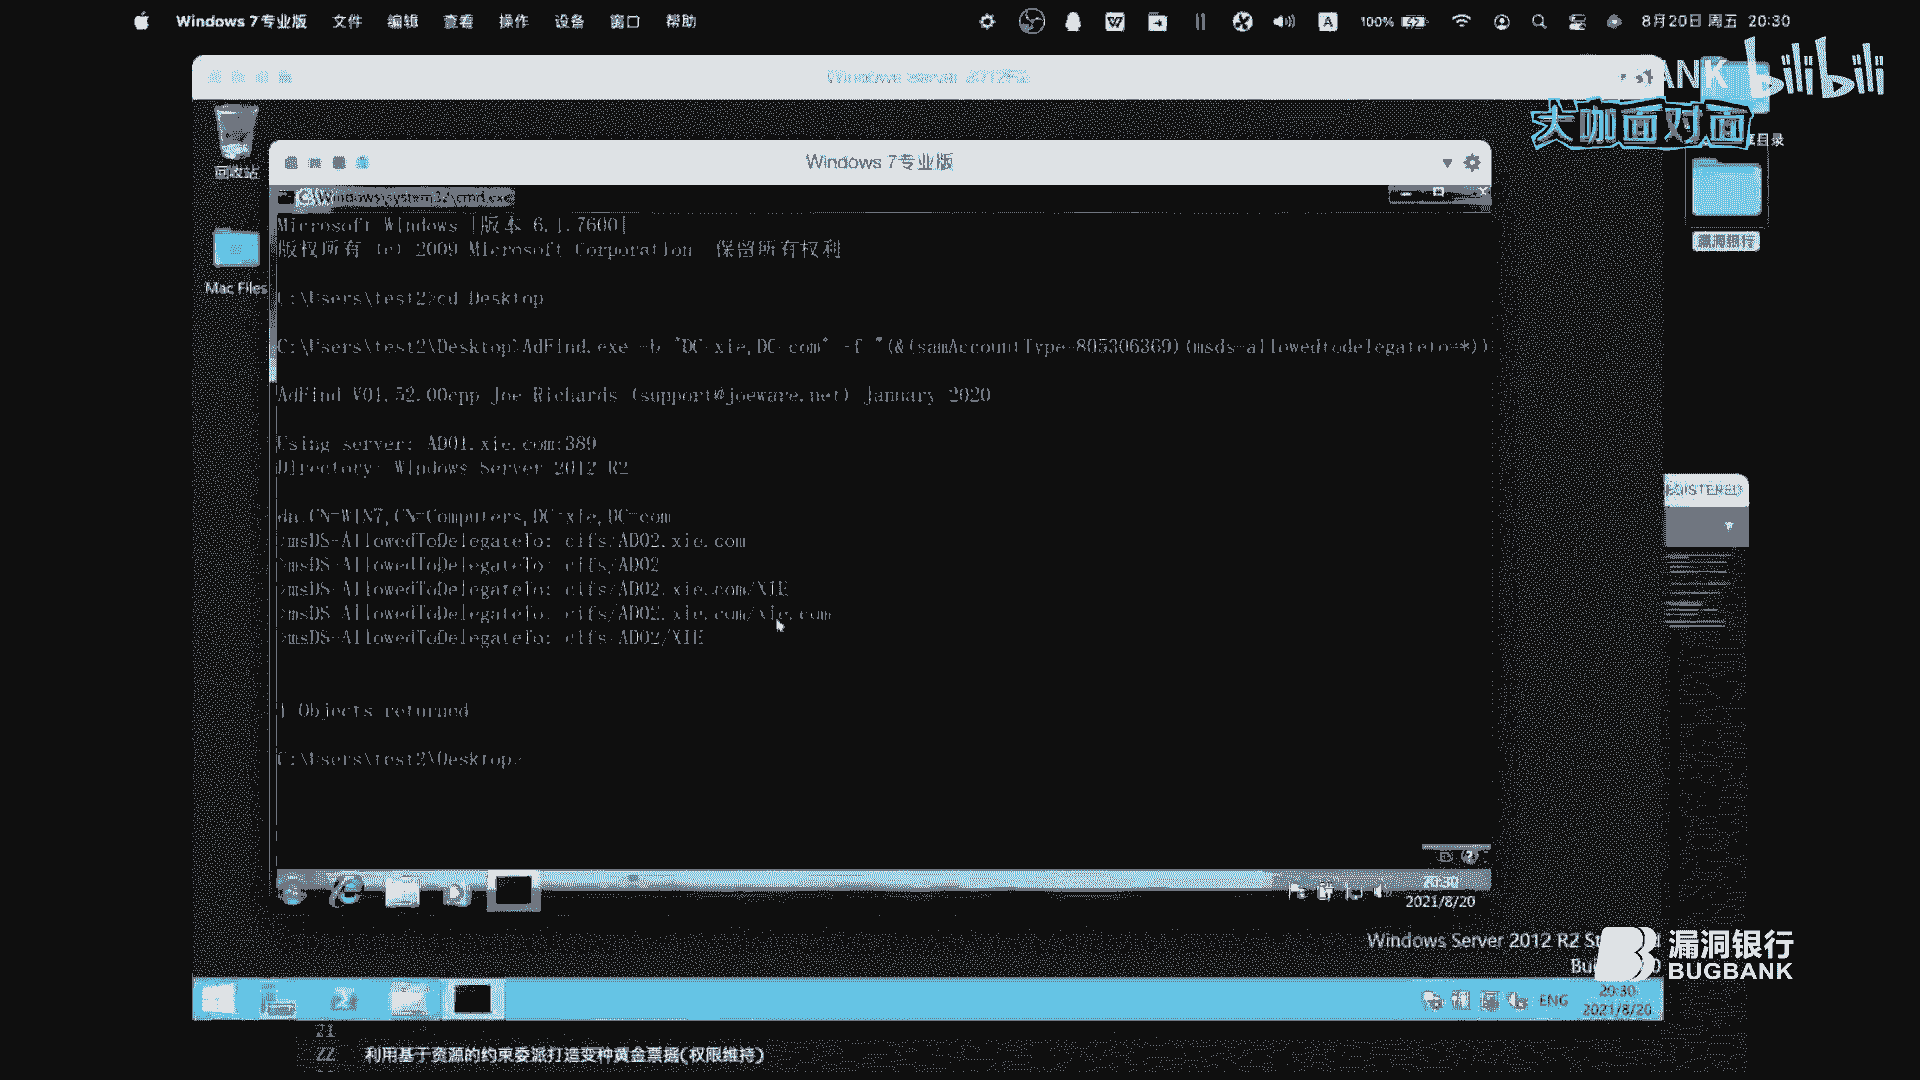 Windows 7专业版 文件 编辑 查看 操作 设备 窗口 帮助
100% 8月20日 周五 20:30
Windows Server 2012R2
BANK bilibili
大咖面对面
目录
回收站
Windows 7专业版
漏洞银行
Mac Files
C:\Windows\system32\cmd.exe
Microsoft Windows [版本 6.1.7600]
版权所有 (c) 2009 Microsoft Corporation 保留所有权利
C:\Users\test2>cd Desktop
C:\Users\test2\Desktop>AdFind.exe -b "DC=xie,DC=com" -f "(&(samAccountType=805306369)(msds-allowedtodelegateto=*))
AdFind V01.52.00cpp Joe Richards (support@joeware.net) January 2020
Using server: AD01.xie.com:389
Directory: Windows Server 2012 R2
dn:CN=WIN7,CN=Computers,DC=xie,DC=com
>msDS-AllowedToDelegateTo: cifs/AD02.xie.com
>msDS-AllowedToDelegateTo: cifs/AD02
>msDS-AllowedToDelegateTo: cifs/AD02.xie.com/XIE
>msDS-AllowedToDelegateTo: cifs/AD02.xie.com/xie.com
>msDS-AllowedToDelegateTo: cifs/AD02/XIE
1 Objects returned
C:\Users\test2\Desktop>
20:30
2021/8/20
Windows Server 2012 R2
漏洞银行
BUGBANK
ENG
20:30
2021/8/20
21
22 利用基于资源的约束委派打造变种黄金票据(权限维持)